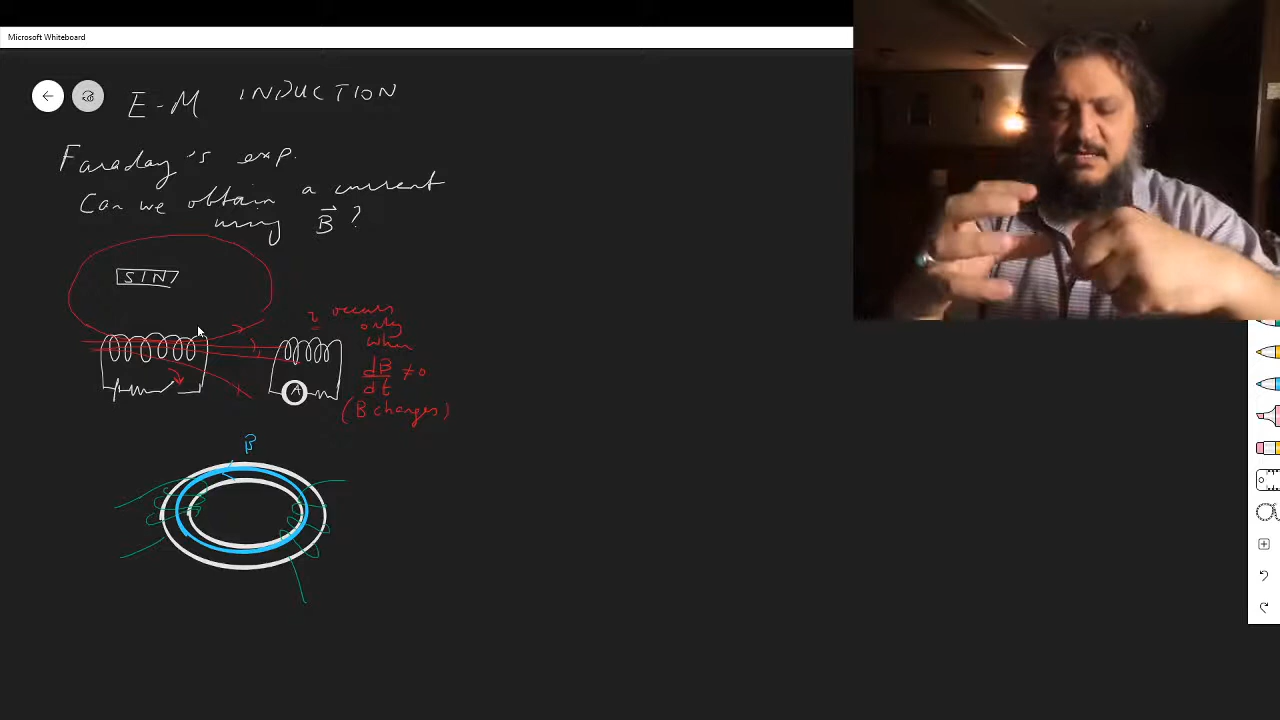 Microsoft Whiteboard
E-M INDUCTION
Faraday's exp.
Can we obtain a current
using B⃗ ?
S I N
i occurs
only
when
dB/dt ≠ 0
(B changes)
A
B